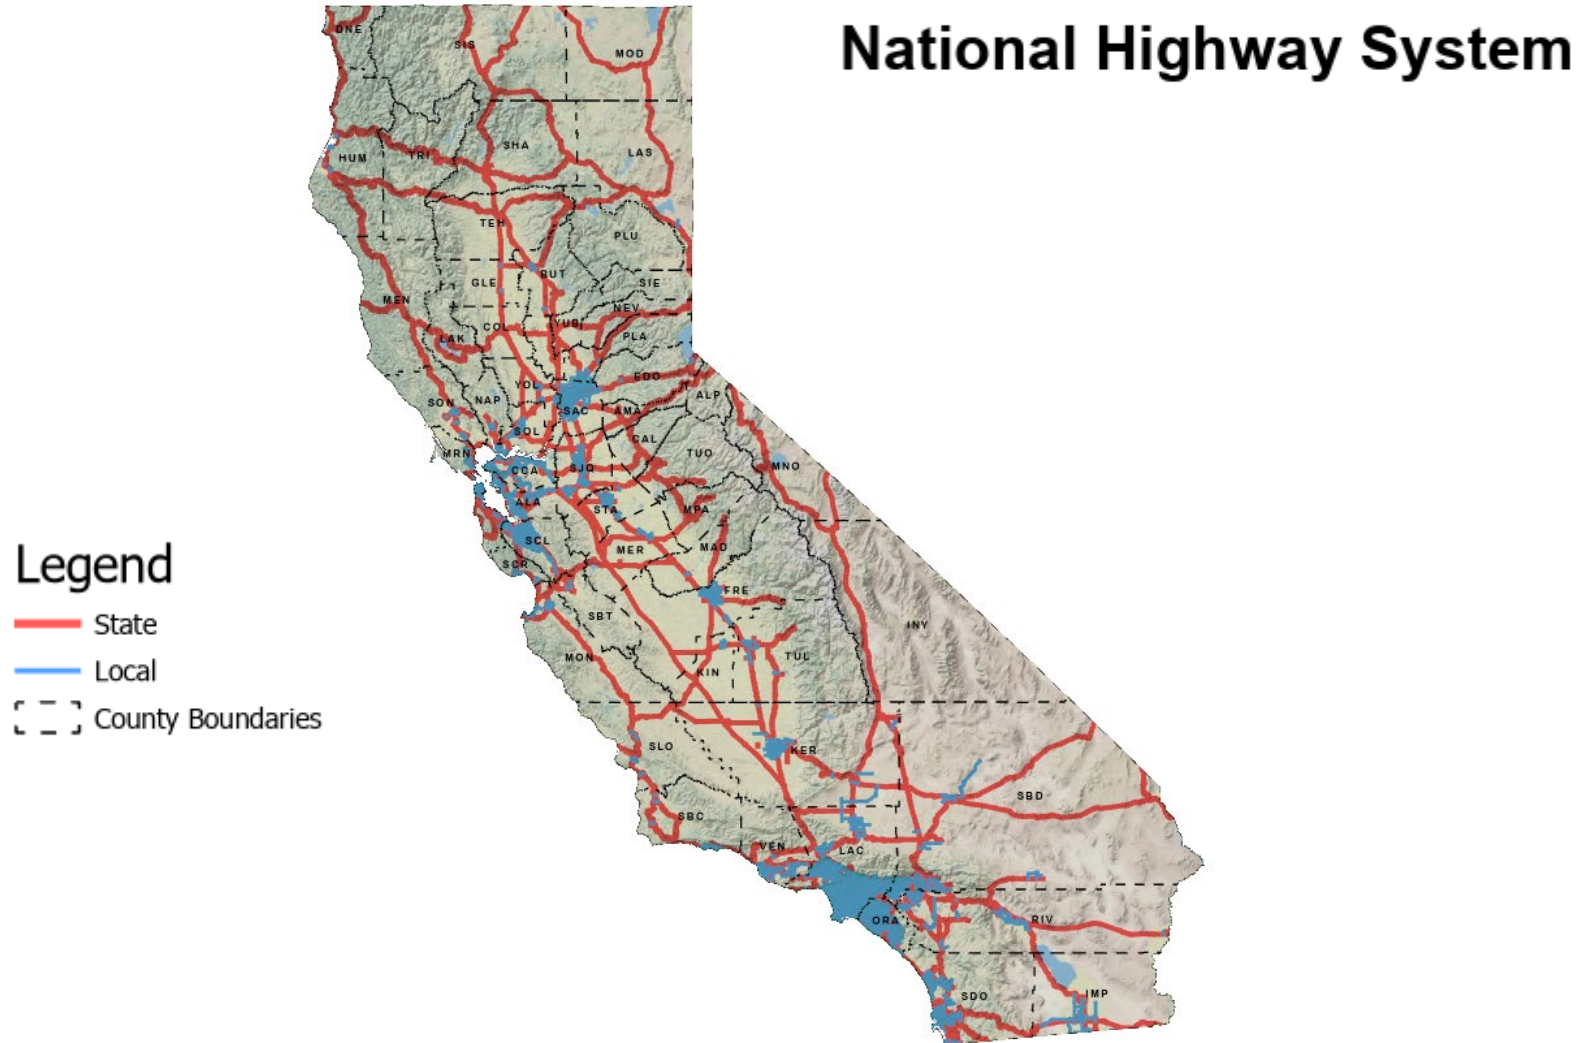 National Highway System
DNE
SIS
MOD
HUM
TRI
SHA
LAS
TEH
PLU
GLE
BUT
SIE
MEN
COL
YUB
NEV
LAK
PLA
YOL
EDO
SON
NAP
SAC
AMA
ALP
SOL
CAL
MRN
CCA
SJQ
TUO
MNO
ALA
STA
MPA
SCL
MER
MAD
SCR
FRE
SBT
INY
MON
KIN
TUL
SLO
KER
SBD
SBC
VEN
LAC
ORA
RIV
SDO
IMP
Legend
State
Local
County Boundaries